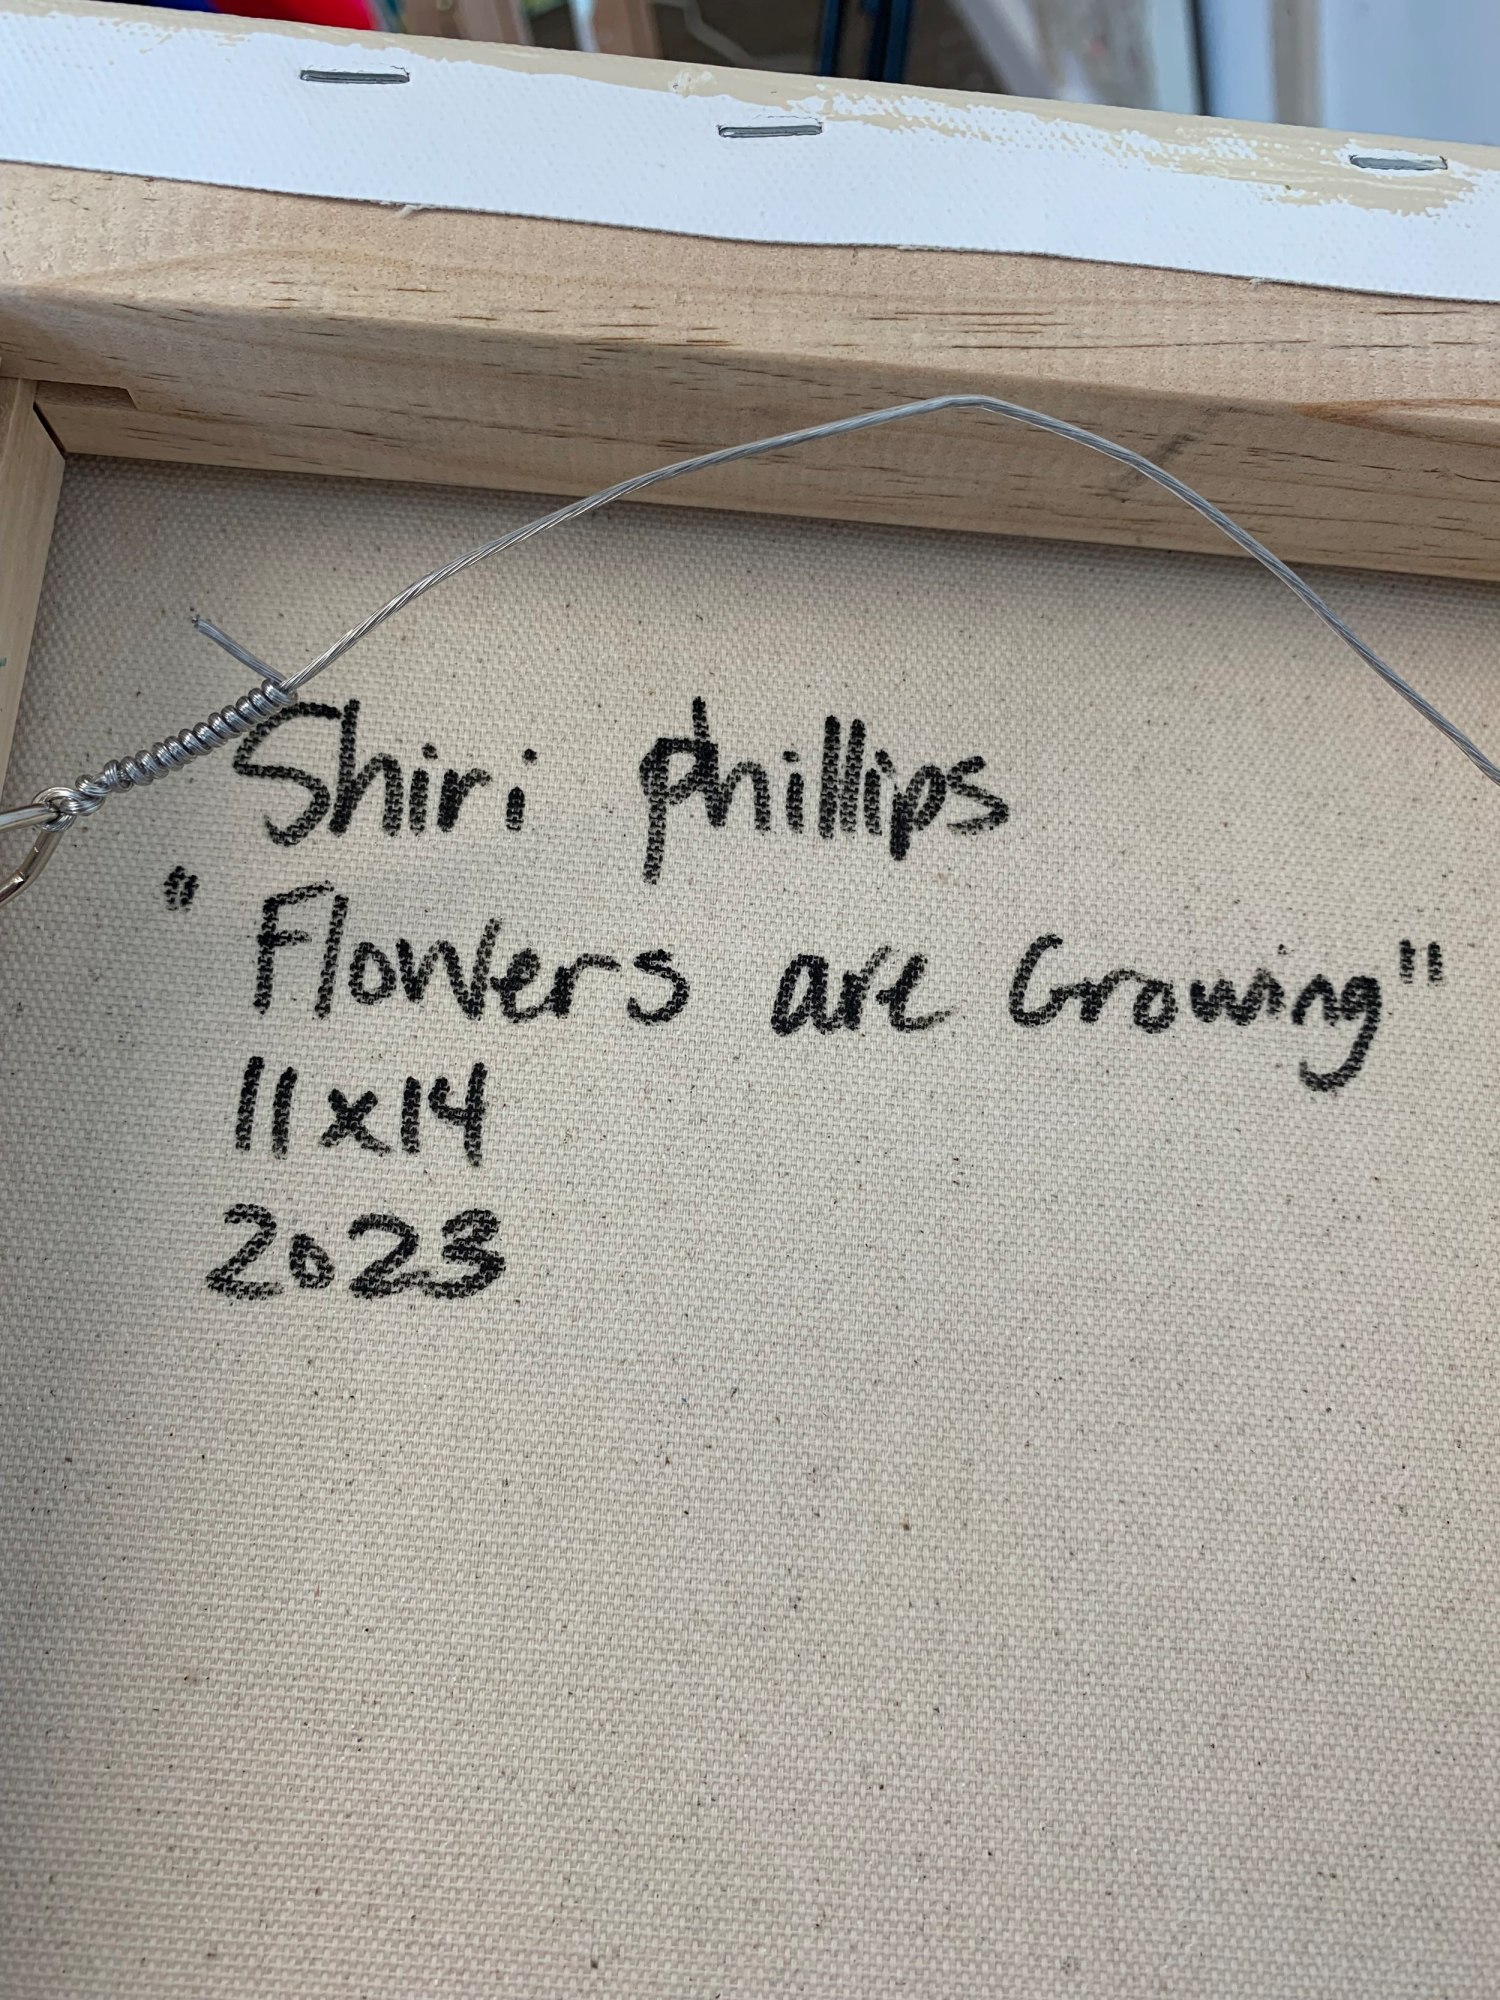 Shiri Phillips
"Flowers are Growing"
11x14
2023